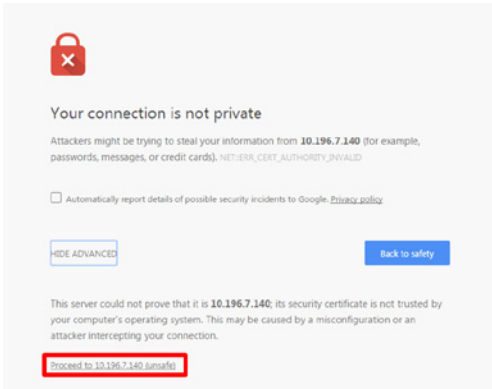 Your connection is not private
Attackers might be trying to steal your information from 10.196.7.140 (for example,
passwords, messages, or credit cards). NET::ERR_CERT_AUTHORITY_INVALID
Automatically report details of possible security incidents to Google. Privacy policy
HIDE ADVANCED
Back to safety
This server could not prove that it is 10.196.7.140; its security certificate is not trusted by
your computer's operating system. This may be caused by a misconfiguration or an
attacker intercepting your connection.
Proceed to 10.196.7.140 (unsafe)